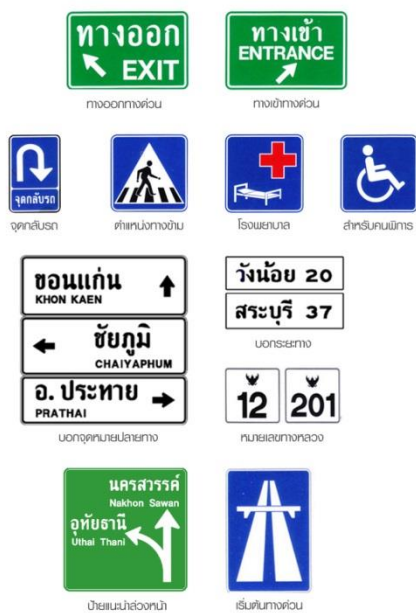 ทางออก
EXIT
ทางเข้า
ENTRANCE
ทางออกทางด่วน
ทางเข้าทางด่วน
จุดกลับรถ
จุดกลับรถ
ตำแหน่งทางข้าม
โรงพยาบาล
สำหรับคนพิการ
ขอนแก่น
KHON KAEN
ชัยภูมิ
CHAIYAPHUM
อ. ประทาย
PRATHAI
บอกจุดหมายปลายทาง
วังน้อย 20
สระบุรี 37
บอกระยะทาง
12 201
หมายเลขทางหลวง
นครสวรรค์
Nakhon Sawan
อุทัยธานี
Uthai Thani
ป้ายแนะนำล่วงหน้า
เริ่มต้นทางด่วน